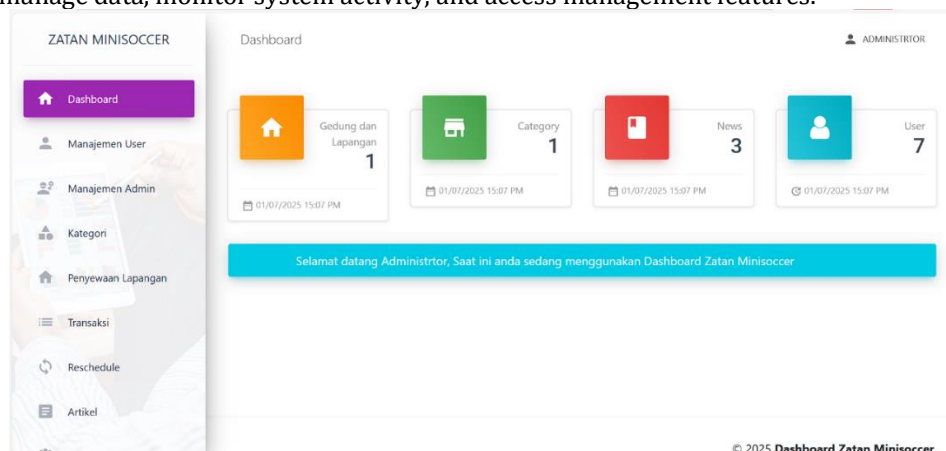 manage data, monitor system activity, and access management features.
ZATAN MINISOCCER
Dashboard
ADMINISTRTOR
Dashboard
Manajemen User
Manajemen Admin
Kategori
Penyewaan Lapangan
Transaksi
Reschedule
Artikel
Gedung dan
Lapangan
1
01/07/2025 15:07 PM
Category
1
01/07/2025 15:07 PM
News
3
01/07/2025 15:07 PM
User
7
01/07/2025 15:07 PM
Selamat datang Administrtor, Saat ini anda sedang menggunakan Dashboard Zatan Minisoccer
© 2025 Dashboard Zatan Minisoccer